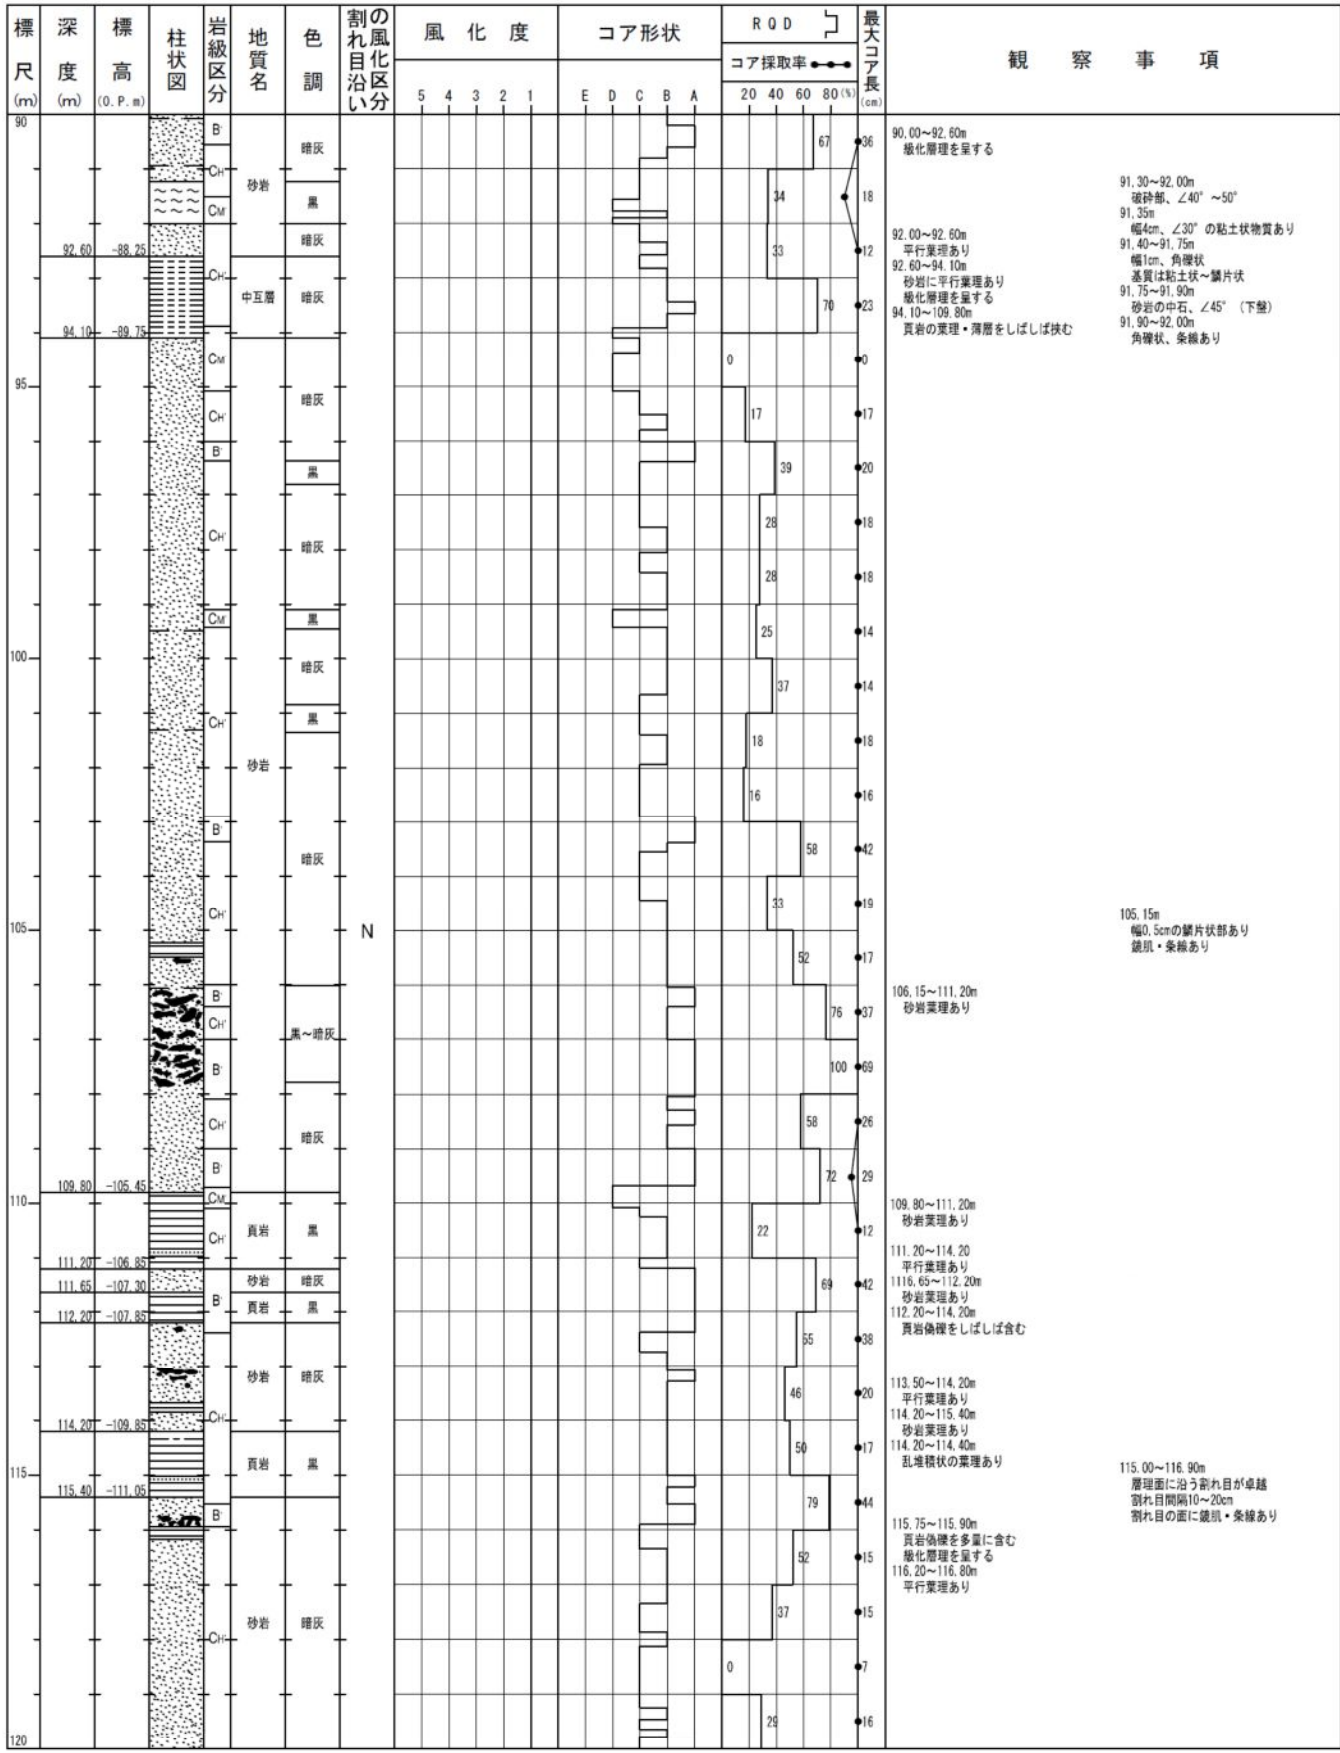 標尺(m)
深度(m)
標高(O.P.m)
柱状図
岩級区分
地質名
色調
割れ目沿いの風化区分
風化度
5 4 3 2 1
コア形状
E D C B A
RQD
コア採取率
20 40 60 80(%)
最大コア長(cm)
観察事項
90
95
100
105
110
115
120
92.60 -88.25
94.10 -89.75
109.80 -105.45
111.20 -106.85
111.65 -107.30
112.20 -107.85
114.20 -109.85
115.40 -111.05
B'
CH'
CM'
CH'
CM'
CH'
B'
CH'
CM'
CH'
B'
CH'
B'
CH'
B'
CH'
B'
CM'
CH'
B'
CH'
B'
CH'
砂岩
中互層
砂岩
頁岩
砂岩
頁岩
砂岩
頁岩
砂岩
暗灰
黒
暗灰
暗灰
暗灰
黒
暗灰
黒
暗灰
黒
暗灰
黒～暗灰
暗灰
黒
暗灰
黒
暗灰
黒
暗灰
N
67 36
34 18
33 12
70 23
0 0
17 17
39 20
28 18
28 18
25 14
37 14
18 18
16 16
58 42
33 19
52 17
76 37
100 69
58 26
72 29
22 12
69 42
55 38
46 20
50 17
79 44
52 15
37 15
0 7
29 16
90.00～92.60m
級化層理を呈する
92.00～92.60m
平行葉理あり
92.60～94.10m
砂岩に平行葉理あり
級化層理を呈する
94.10～109.80m
頁岩の葉理・薄層をしばしば挟む
106.15～111.20m
砂岩葉理あり
109.80～111.20m
砂岩葉理あり
111.20～114.20
平行葉理あり
1116.65～112.20m
砂岩葉理あり
112.20～114.20m
頁岩偽礫をしばしば含む
113.50～114.20m
平行葉理あり
114.20～115.40m
砂岩葉理あり
114.20～114.40m
乱堆積状の葉理あり
115.75～115.90m
頁岩偽礫を多量に含む
級化層理を呈する
116.20～116.80m
平行葉理あり
91.30～92.00m
破砕部、∠40°～50°
91.35m
幅4cm、∠30°の粘土状物質あり
91.40～91.75m
幅1cm、角礫状
基質は粘土状～鱗片状
91.75～91.90m
砂岩の中石、∠45°（下盤）
91.90～92.00m
角礫状、条線あり
105.15m
幅0.5cmの鱗片状部あり
鏡肌・条線あり
115.00～116.90m
層理面に沿う割れ目が卓越
割れ目間隔10～20cm
割れ目の面に鏡肌・条線あり